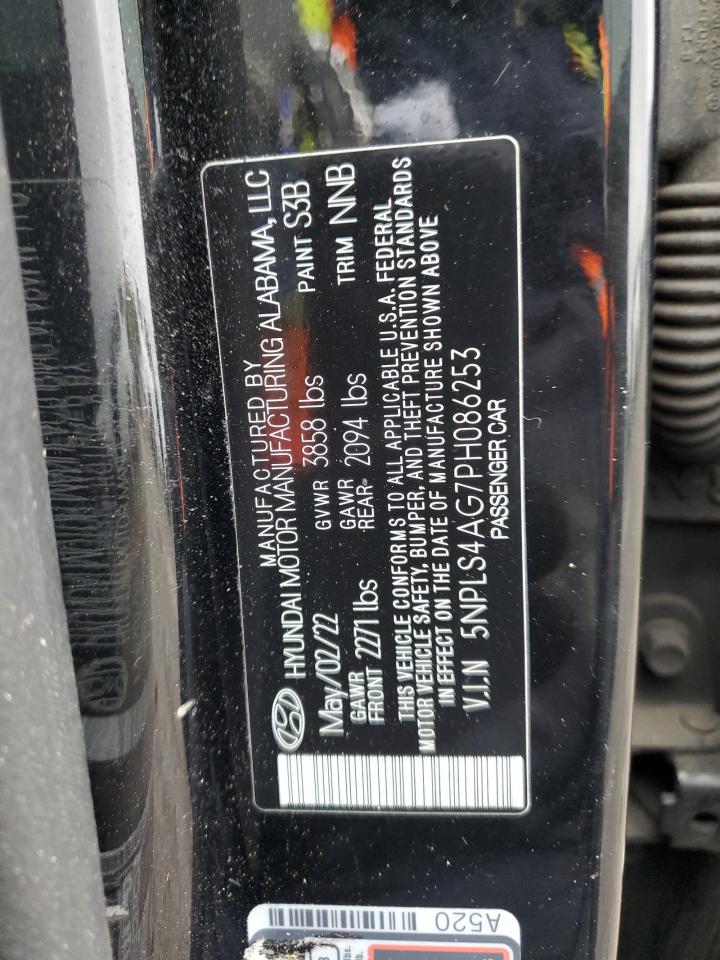 MANUFACTURED BY
HYUNDAI MOTOR MANUFACTURING ALABAMA, LLC
May/02/22 GVWR 3858 lbs PAINT S3B
GAWR FRONT 2271 lbs GAWR REAR 2094 lbs TRIM NNB
THIS VEHICLE CONFORMS TO ALL APPLICABLE U.S.A. FEDERAL
MOTOR VEHICLE SAFETY, BUMPER, AND THEFT PREVENTION STANDARDS
IN EFFECT ON THE DATE OF MANUFACTURE SHOWN ABOVE
V.I.N 5NPLS4AG7PH086253
PASSENGER CAR
A520
lbs.